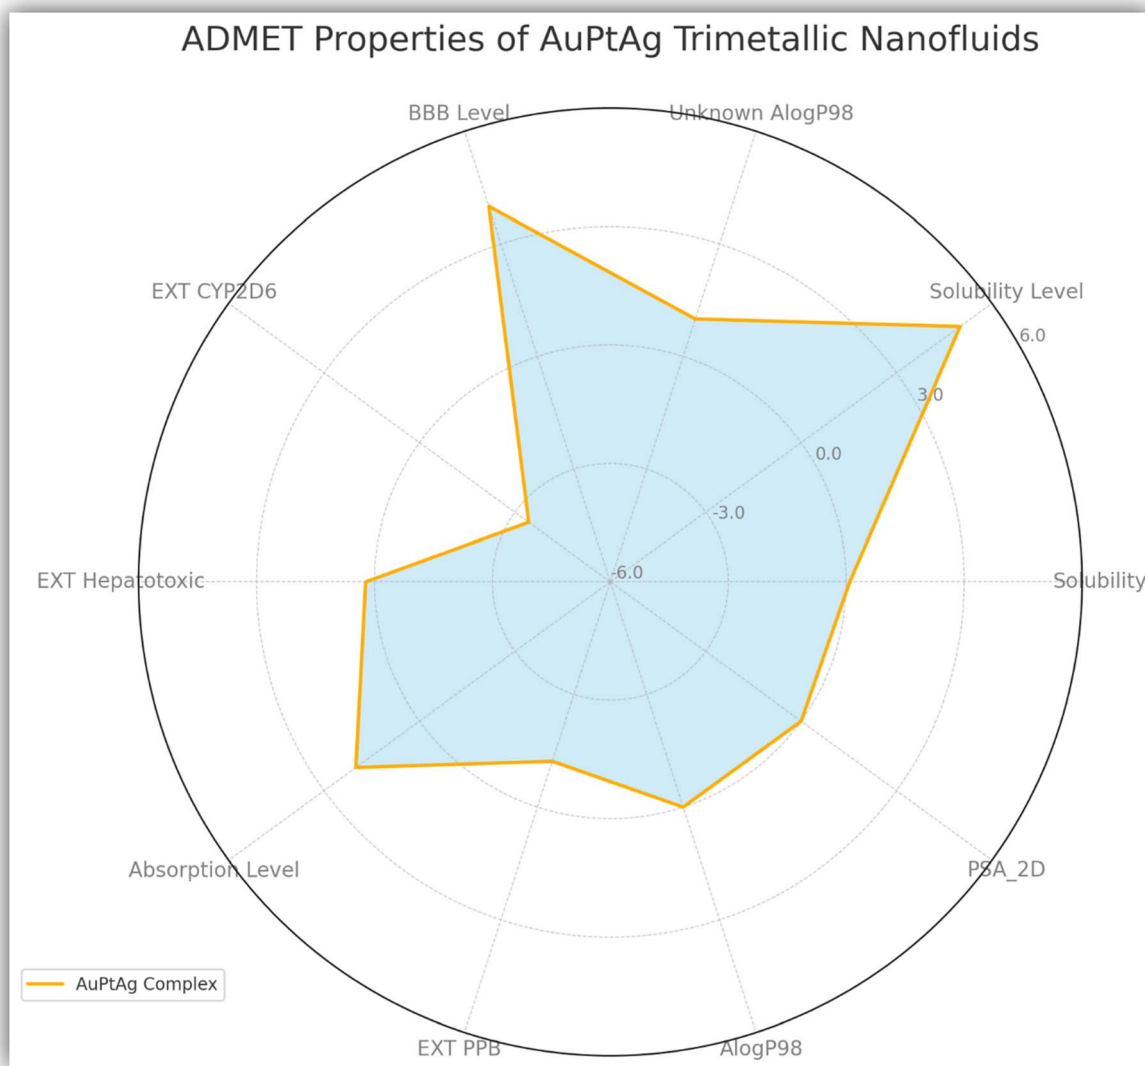 ADMET Properties of AuPtAg Trimetallic Nanofluids
BBB Level
Unknown AlogP98
EXT CYP2D6
Solubility Level
6.0
3.0
0.0
-3.0
-6.0
EXT Hepatotoxic
Solubility
Absorption Level
PSA_2D
AuPtAg Complex
EXT PPB
AlogP98